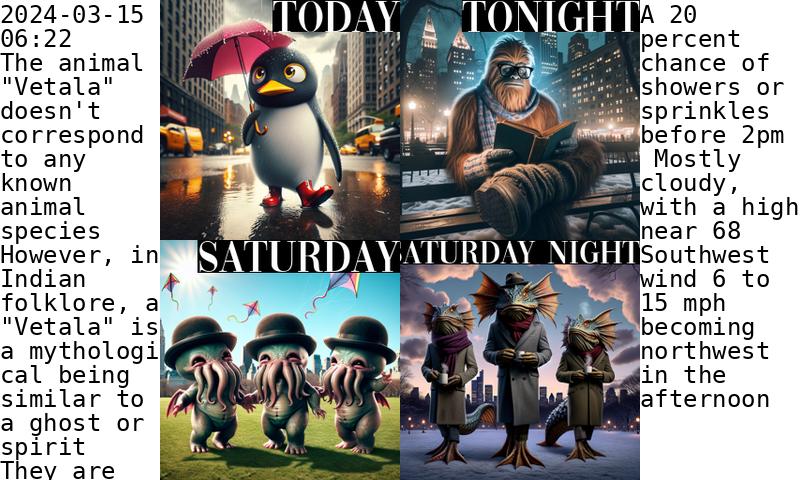 2024-03-15
06:22
The animal
"Vetala"
doesn't
correspond
to any
known
animal
species
However, in
Indian
folklore, a
"Vetala" is
a mythologi
cal being
similar to
a ghost or
spirit
They are
TODAY
TONIGHT
SATURDAY
ATURDAY NIGHT
A 20
percent
chance of
showers or
sprinkles
before 2pm
Mostly
cloudy,
with a high
near 68
Southwest
wind 6 to
15 mph
becoming
northwest
in the
afternoon